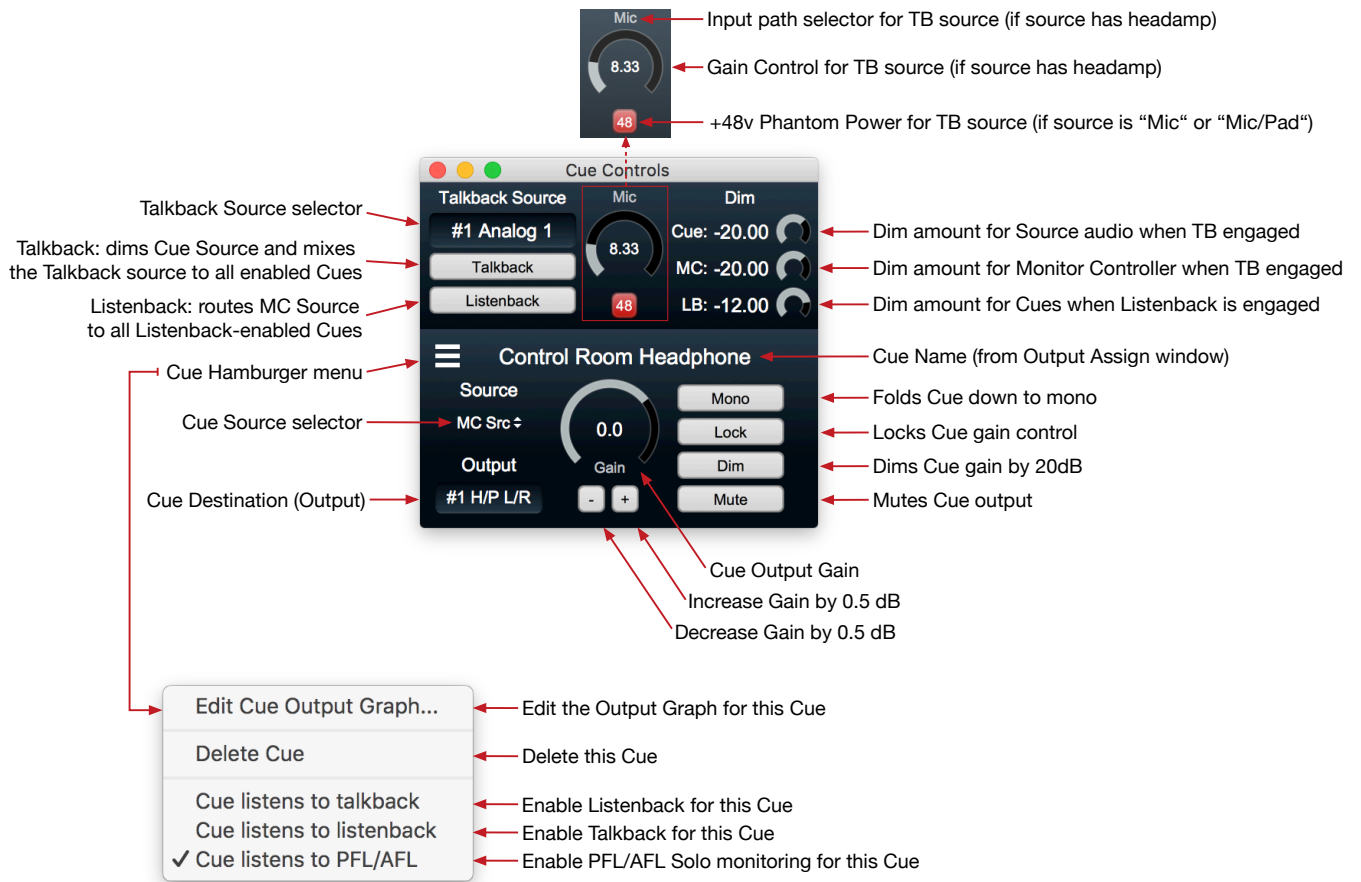 Mic
Input path selector for TB source (if source has headamp)
8.33
Gain Control for TB source (if source has headamp)
48
+48v Phantom Power for TB source (if source is “Mic“ or “Mic/Pad“)
Cue Controls
Talkback Source
Mic
Dim
Talkback Source selector
#1 Analog 1
8.33
Cue: -20.00
Dim amount for Source audio when TB engaged
Talkback: dims Cue Source and mixes
the Talkback source to all enabled Cues
Talkback
MC: -20.00
Dim amount for Monitor Controller when TB engaged
Listenback: routes MC Source
to all Listenback-enabled Cues
Listenback
48
LB: -12.00
Dim amount for Cues when Listenback is engaged
Cue Hamburger menu
Control Room Headphone
Cue Name (from Output Assign window)
Source
Mono
Folds Cue down to mono
Cue Source selector
MC Src
0.0
Lock
Locks Cue gain control
Output
Gain
Dim
Dims Cue gain by 20dB
Cue Destination (Output)
#1 H/P L/R
- +
Mute
Mutes Cue output
Cue Output Gain
Increase Gain by 0.5 dB
Decrease Gain by 0.5 dB
Edit Cue Output Graph...
Edit the Output Graph for this Cue
Delete Cue
Delete this Cue
Cue listens to talkback
Enable Listenback for this Cue
Cue listens to listenback
Enable Talkback for this Cue
✓ Cue listens to PFL/AFL
Enable PFL/AFL Solo monitoring for this Cue